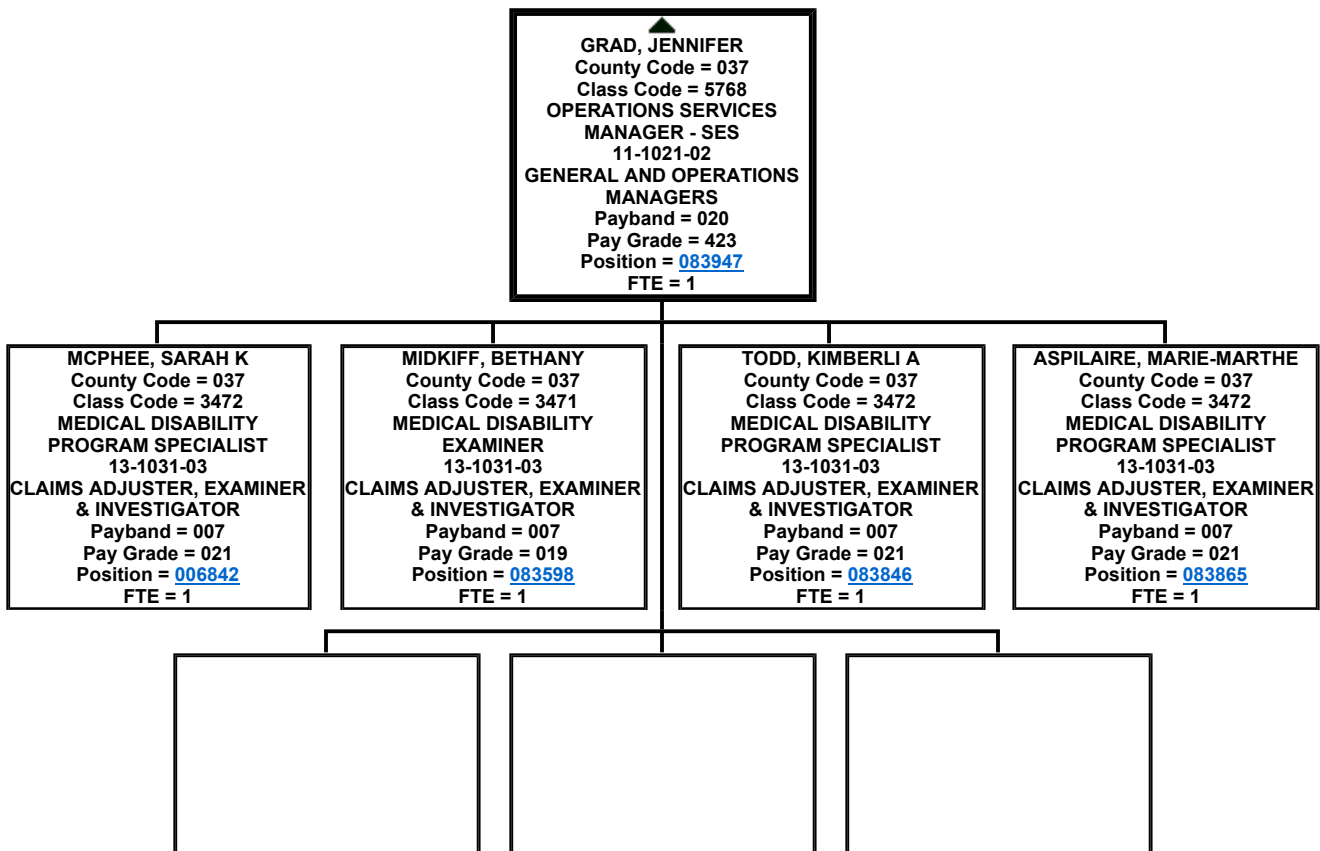 GRAD, JENNIFER
County Code = 037
Class Code = 5768
OPERATIONS SERVICES
MANAGER - SES
11-1021-02
GENERAL AND OPERATIONS
MANAGERS
Payband = 020
Pay Grade = 423
Position = 083947
FTE = 1
MCPHEE, SARAH K
County Code = 037
Class Code = 3472
MEDICAL DISABILITY
PROGRAM SPECIALIST
13-1031-03
CLAIMS ADJUSTER, EXAMINER
& INVESTIGATOR
Payband = 007
Pay Grade = 021
Position = 006842
FTE = 1
MIDKIFF, BETHANY
County Code = 037
Class Code = 3471
MEDICAL DISABILITY
EXAMINER
13-1031-03
CLAIMS ADJUSTER, EXAMINER
& INVESTIGATOR
Payband = 007
Pay Grade = 019
Position = 083598
FTE = 1
TODD, KIMBERLI A
County Code = 037
Class Code = 3472
MEDICAL DISABILITY
PROGRAM SPECIALIST
13-1031-03
CLAIMS ADJUSTER, EXAMINER
& INVESTIGATOR
Payband = 007
Pay Grade = 021
Position = 083846
FTE = 1
ASPILAIRE, MARIE-MARTHE
County Code = 037
Class Code = 3472
MEDICAL DISABILITY
PROGRAM SPECIALIST
13-1031-03
CLAIMS ADJUSTER, EXAMINER
& INVESTIGATOR
Payband = 007
Pay Grade = 021
Position = 083865
FTE = 1